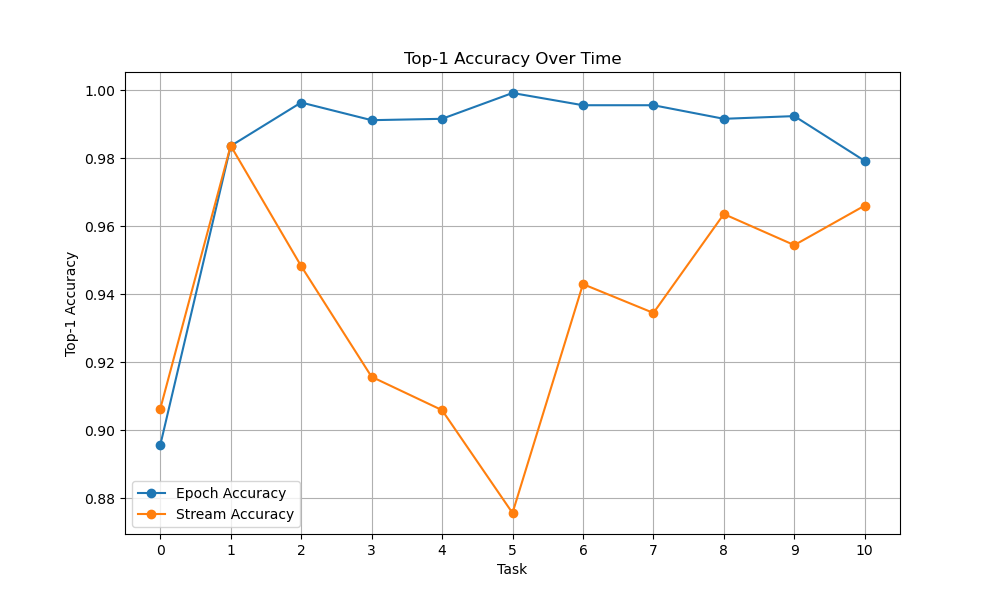 Top-1 Accuracy Over Time
Top-1 Accuracy
1.00
0.98
0.96
0.94
0.92
0.90
0.88
Epoch Accuracy
Stream Accuracy
0 1 2 3 4 5 6 7 8 9 10
Task